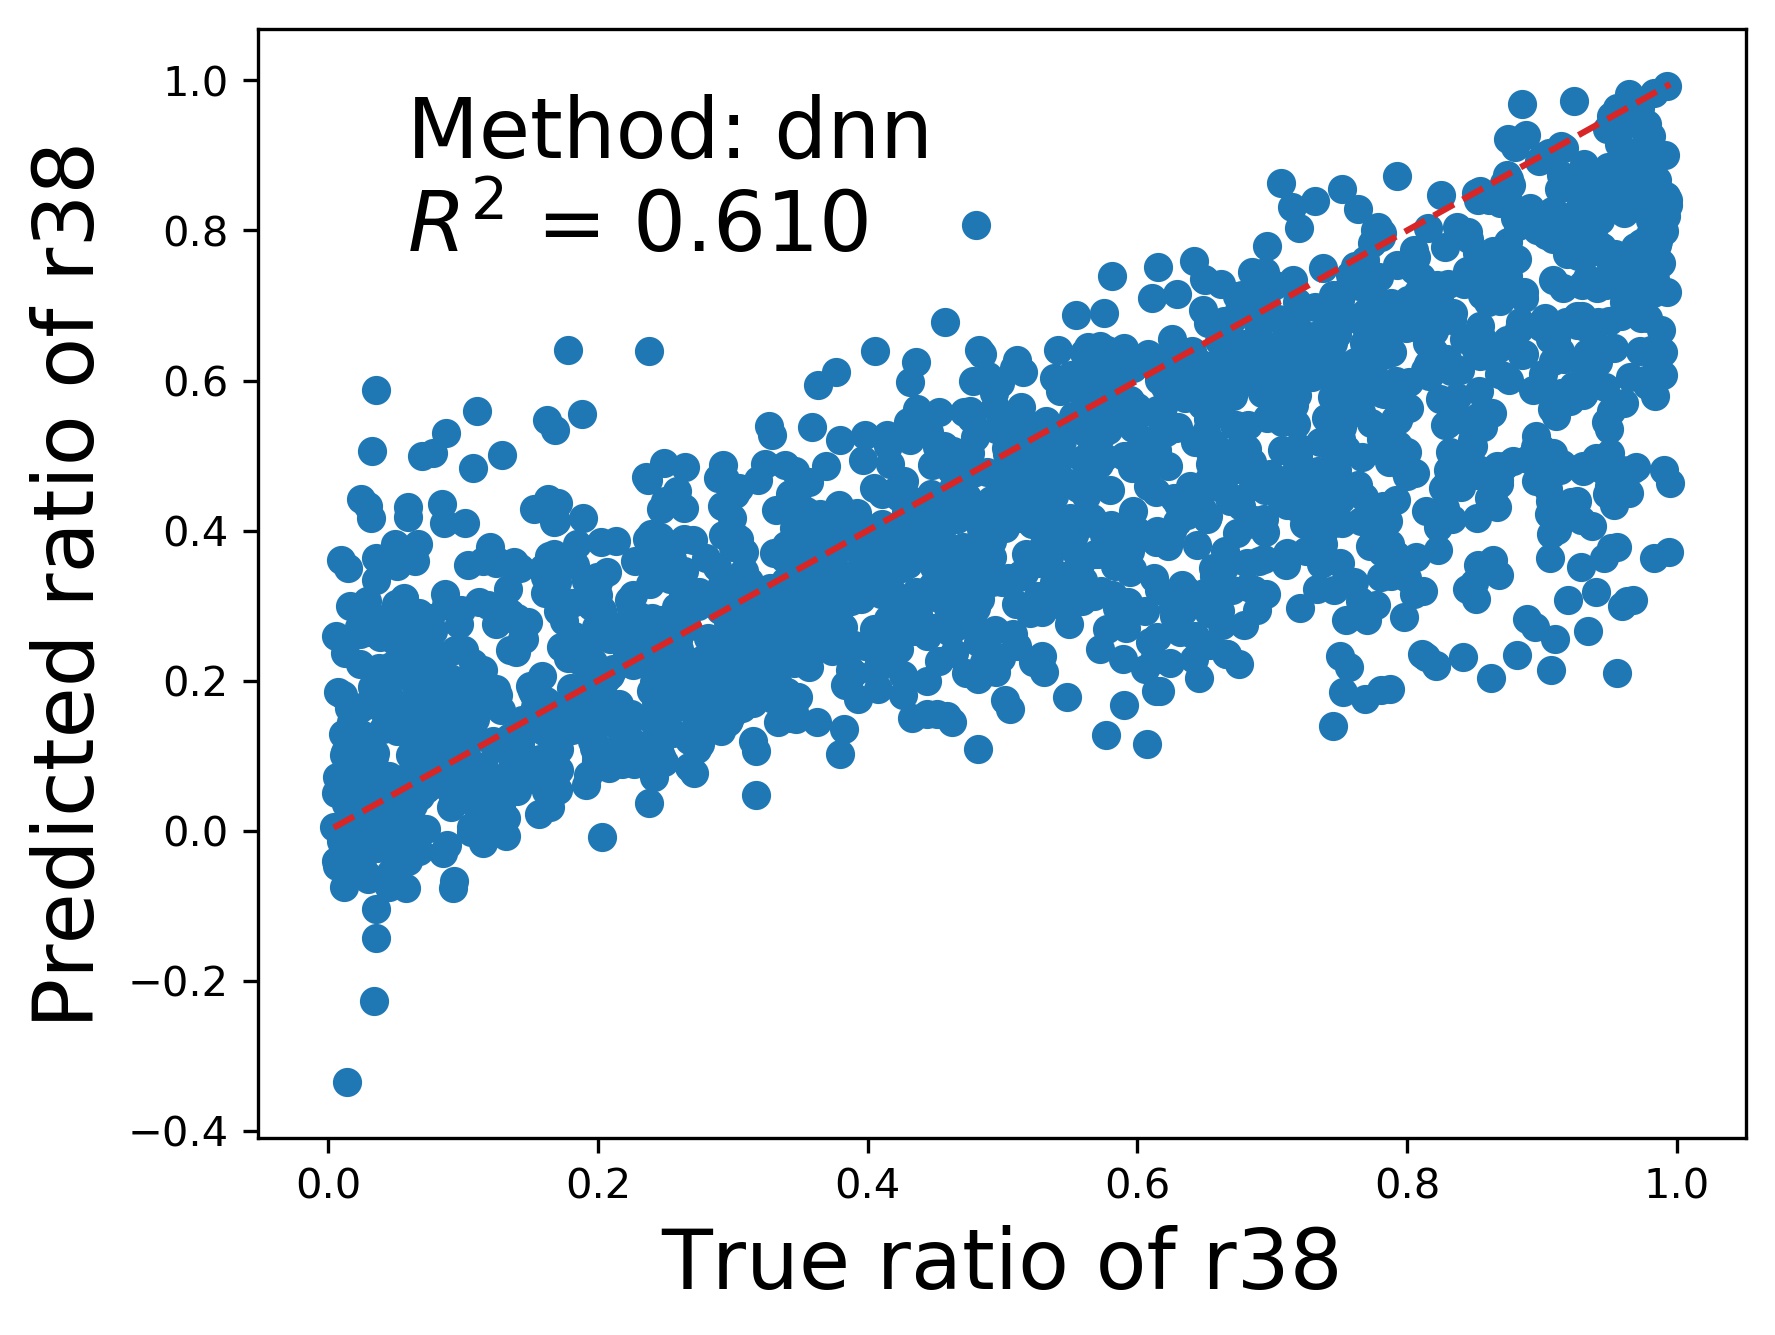 Method: dnn
R² = 0.610
Predicted ratio of r38
1.0
0.8
0.6
0.4
0.2
0.0
−0.2
−0.4
0.0 0.2 0.4 0.6 0.8 1.0
True ratio of r38